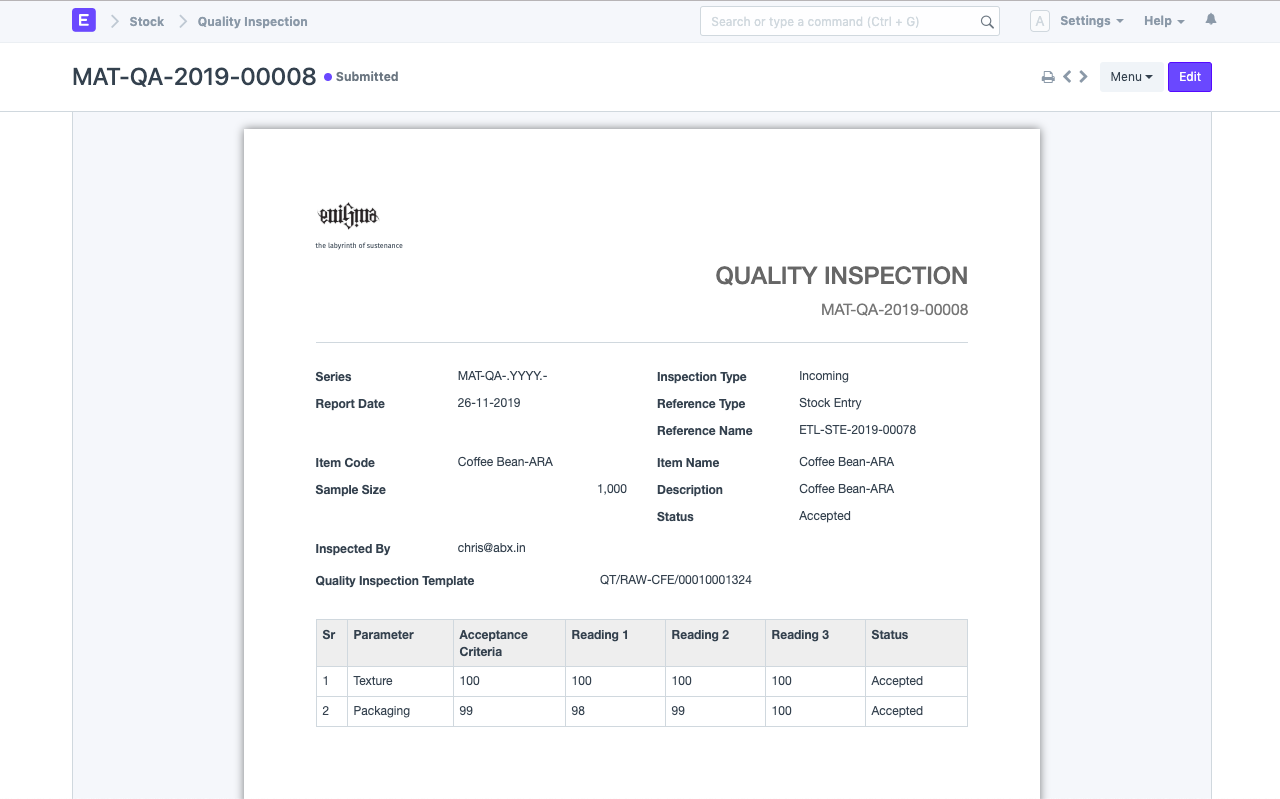 E Stock Quality Inspection Search or type a command (Ctrl + G) A Settings Help
MAT-QA-2019-00008 Submitted Menu Edit
enigma
the labyrinth of sustenance
QUALITY INSPECTION
MAT-QA-2019-00008
Series MAT-QA-.YYYY.- Inspection Type Incoming
Report Date 26-11-2019 Reference Type Stock Entry
Reference Name ETL-STE-2019-00078
Item Code Coffee Bean-ARA Item Name Coffee Bean-ARA
Sample Size 1,000 Description Coffee Bean-ARA
Status Accepted
Inspected By chris@abx.in
Quality Inspection Template QT/RAW-CFE/00010001324
Sr Parameter Acceptance Criteria Reading 1 Reading 2 Reading 3 Status
1 Texture 100 100 100 100 Accepted
2 Packaging 99 98 99 100 Accepted